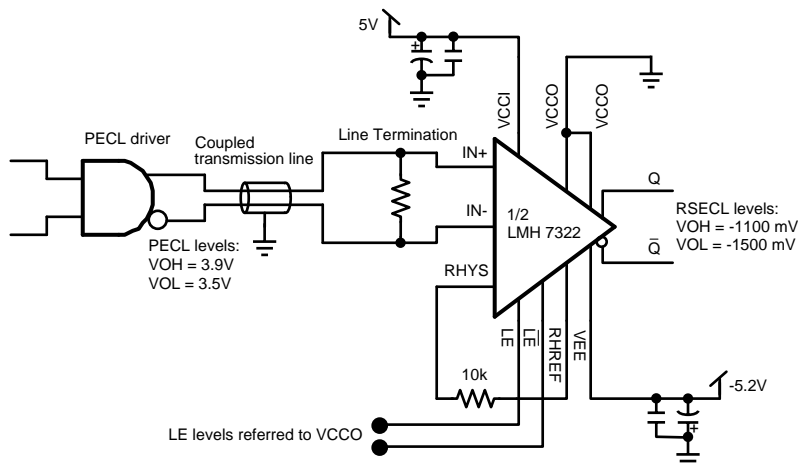 5V
+
VCCI
VCCO
VCCO
PECL driver
Coupled
transmission line
Line Termination
IN+
IN-
RHYS
1/2
LMH 7322
Q
Q̅
RSECL levels:
VOH = -1100 mV
VOL = -1500 mV
PECL levels:
VOH = 3.9V
VOL = 3.5V
LE
L̅E̅
RHREF
VEE
10k
-5.2V
+
LE levels referred to VCCO